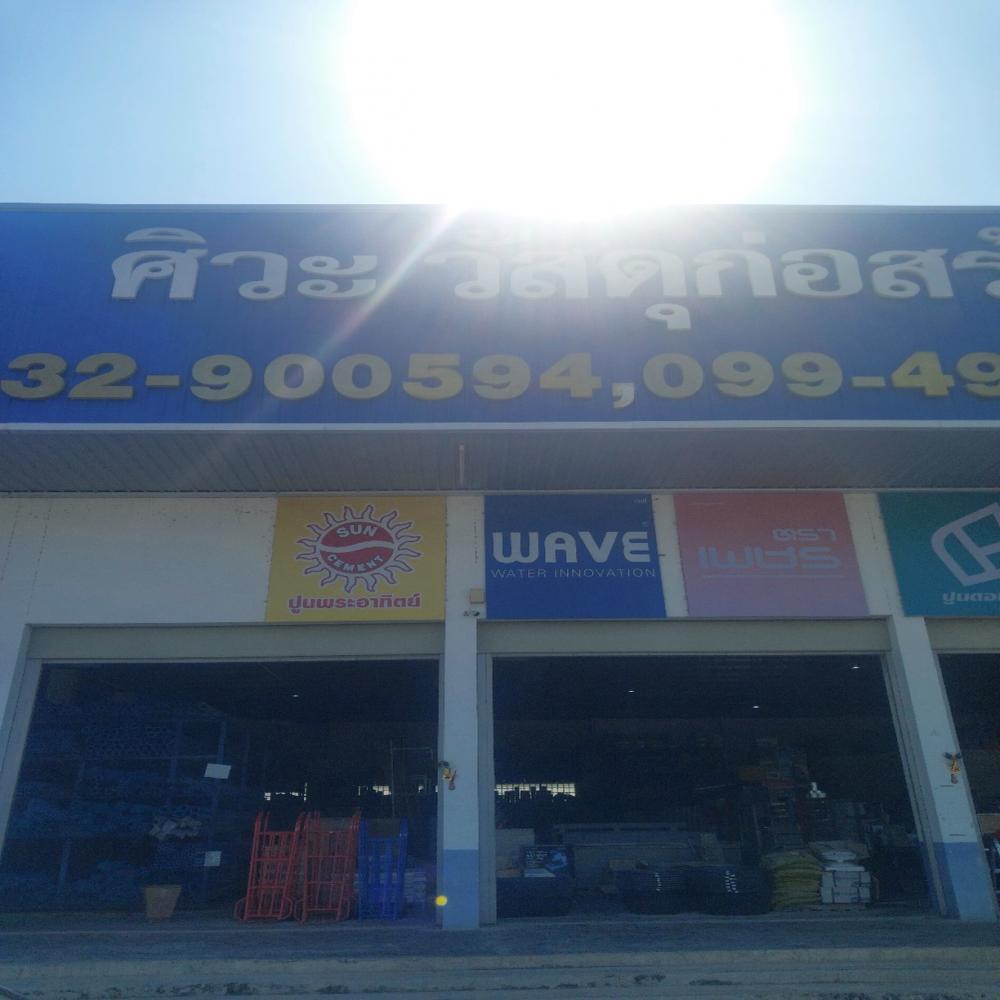 ศิวะ วัสดุก่อสร้
32-900594,099-49
SUN
CEMENT
ปูนพระอาทิตย์
WAVE
WATER INNOVATION
ตรา
เพชร